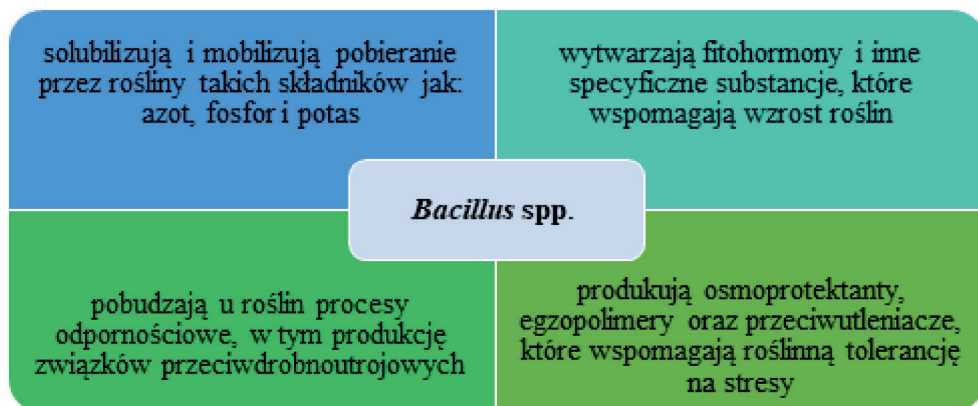 solubilizują i mobilizują pobieranie
przez rośliny takich składników jak:
azot, fosfor i potas
wytwarzają fitohormony i inne
specyficzne substancje, które
wspomagają wzrost roślin
Bacillus spp.
pobudzają u roślin procesy
odpornościowe, w tym produkcję
związków przeciwdrobnoutrojowych
produkują osmoprotektanty,
egzopolimery oraz przeciwutleniacze,
które wspomagają roślinną tolerancję
na stresy